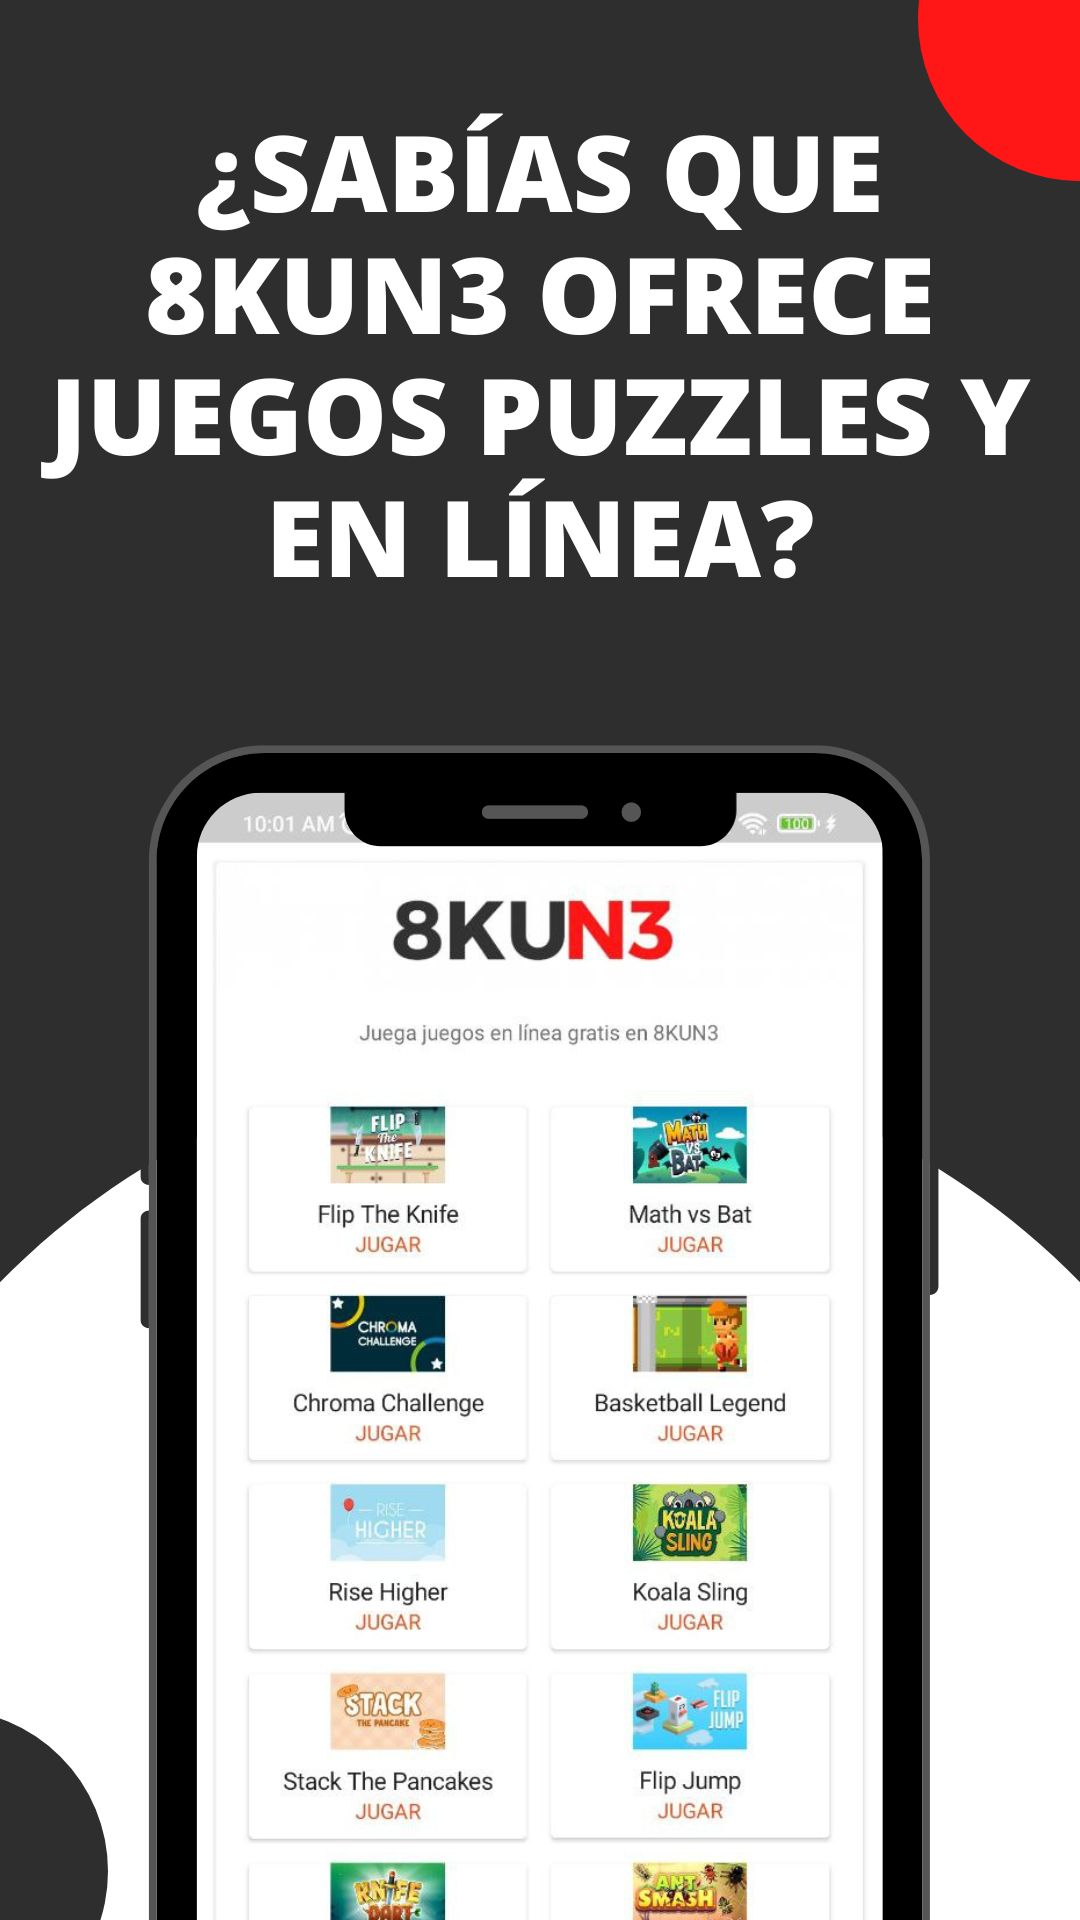 ¿SABÍAS QUE
8KUN3 OFRECE
JUEGOS PUZZLES Y
EN LÍNEA?
10:01 AM
100
8KUN3
Juega juegos en línea gratis en 8KUN3
FLIP
The
KNIFE
Flip The Knife
JUGAR
MATH
VS
BAT
Math vs Bat
JUGAR
CHROMA
CHALLENGE
Chroma Challenge
JUGAR
Basketball Legend
JUGAR
RISE
HIGHER
Rise Higher
JUGAR
KOALA
SLING
Koala Sling
JUGAR
STACK
THE PANCAKE
Stack The Pancakes
JUGAR
FLIP
JUMP
Flip Jump
JUGAR
KNIFE
DART
ANT
SMASH